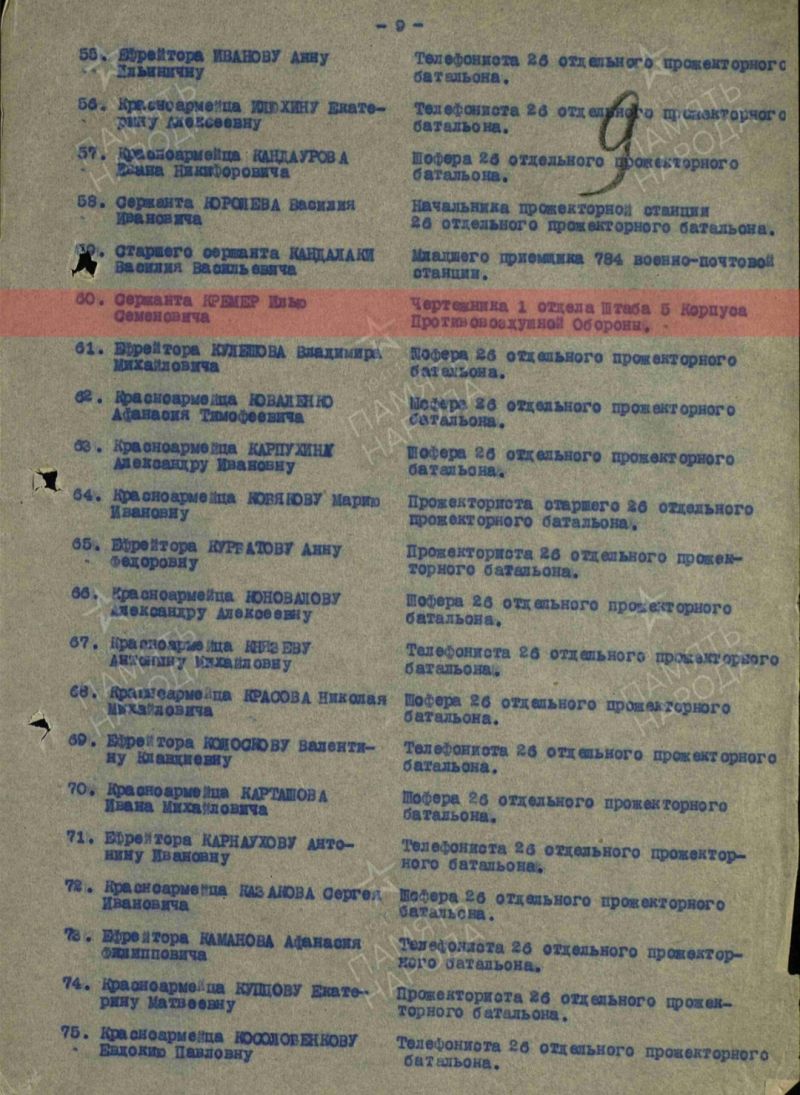 - 9 -
9
55. Ефрейтора ИВАНОВУ Анну Телефониста 26 отдельного прожекторного
Ильиничну батальона.
56. Красноармейца ИЛЮХИНУ Екате- Телефониста 26 отдельного прожекторного
рину Алексеевну батальона.
57. Красноармейца КАНДАУРОВА Шофера 26 отдельного прожекторного
Ивана Никифоровича батальона.
58. Сержанта КОРОЛЕВА Василия Начальника прожекторной станции
Ивановича 26 отдельного прожекторного батальона.
59. Старшего сержанта КАНДАЛАКИ Младшего приемщика 784 военно-почтовой
Василия Васильевича станции.
60. Сержанта КРЕМЕР Илью Чертежника 1 отдела Штаба 5 Корпуса
Семеновича Противовоздушной Обороны.
61. Ефрейтора КУЛЕШОВА Владимира Шофера 26 отдельного прожекторного
Михайловича батальона.
62. Красноармейца КОВАЛЕНКО Шофера 26 отдельного прожекторного
Афанасия Тимофеевича батальона.
63. Красноармейца КАРПУХИНУ Шофера 26 отдельного прожекторного
Александру Ивановну батальона.
64. Красноармейца КОВЯКОВУ Марию Прожекториста старшего 26 отдельного
Ивановну прожекторного батальона.
65. Ефрейтора КУРБАТОВУ Анну Прожекториста 26 отдельного прожек-
Федоровну торного батальона.
66. Красноармейца КОНОВАЛОВУ Шофера 26 отдельного прожекторного
Александру Алексеевну батальона.
67. Красноармейца КНЯЗЕВУ Телефониста 26 отдельного прожекторного
Антонину Михайловну батальона.
68. Красноармейца КРАСОВА Николая Шофера 26 отдельного прожекторного
Михайловича батальона.
69. Ефрейтора КОЛОСКОВУ Валенти- Телефониста 26 отдельного прожекторного
ну Клавдиевну батальона.
70. Красноармейца КАРТАШОВА Шофера 26 отдельного прожекторного
Ивана Михайловича батальона.
71. Ефрейтора КАРНАУХОВУ Анто- Телефониста 26 отдельного прожектор-
нину Ивановну ного батальона.
72. Красноармейца КАЗАКОВА Сергея Шофера 26 отдельного прожекторного
Ивановича батальона.
73. Ефрейтора КАМАНОВА Афанасия Телефониста 26 отдельного прожектор-
Филипповича ного батальона.
74. Красноармейца КУПЦОВУ Екате- Прожекториста 26 отдельного прожек-
рину Матвеевну торного батальона.
75. Красноармейца КОСОЛОБЕНКОВУ Телефониста 26 отдельного прожекторного
Евдокию Павловну батальона.
ПАМЯТЬ
НАРОДА